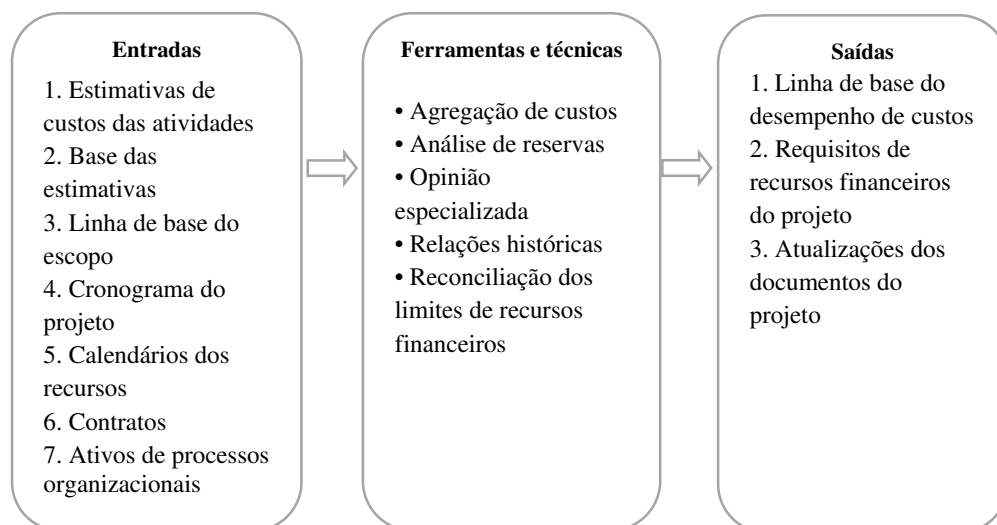 Entradas
1. Estimativas de
custos das atividades
2. Base das
estimativas
3. Linha de base do
escopo
4. Cronograma do
projeto
5. Calendários dos
recursos
6. Contratos
7. Ativos de processos
organizacionais
Ferramentas e técnicas
• Agregação de custos
• Análise de reservas
• Opinião
especializada
• Relações históricas
• Reconciliação dos
limites de recursos
financeiros
Saídas
1. Linha de base do
desempenho de custos
2. Requisitos de
recursos financeiros
do projeto
3. Atualizações dos
documentos do
projeto